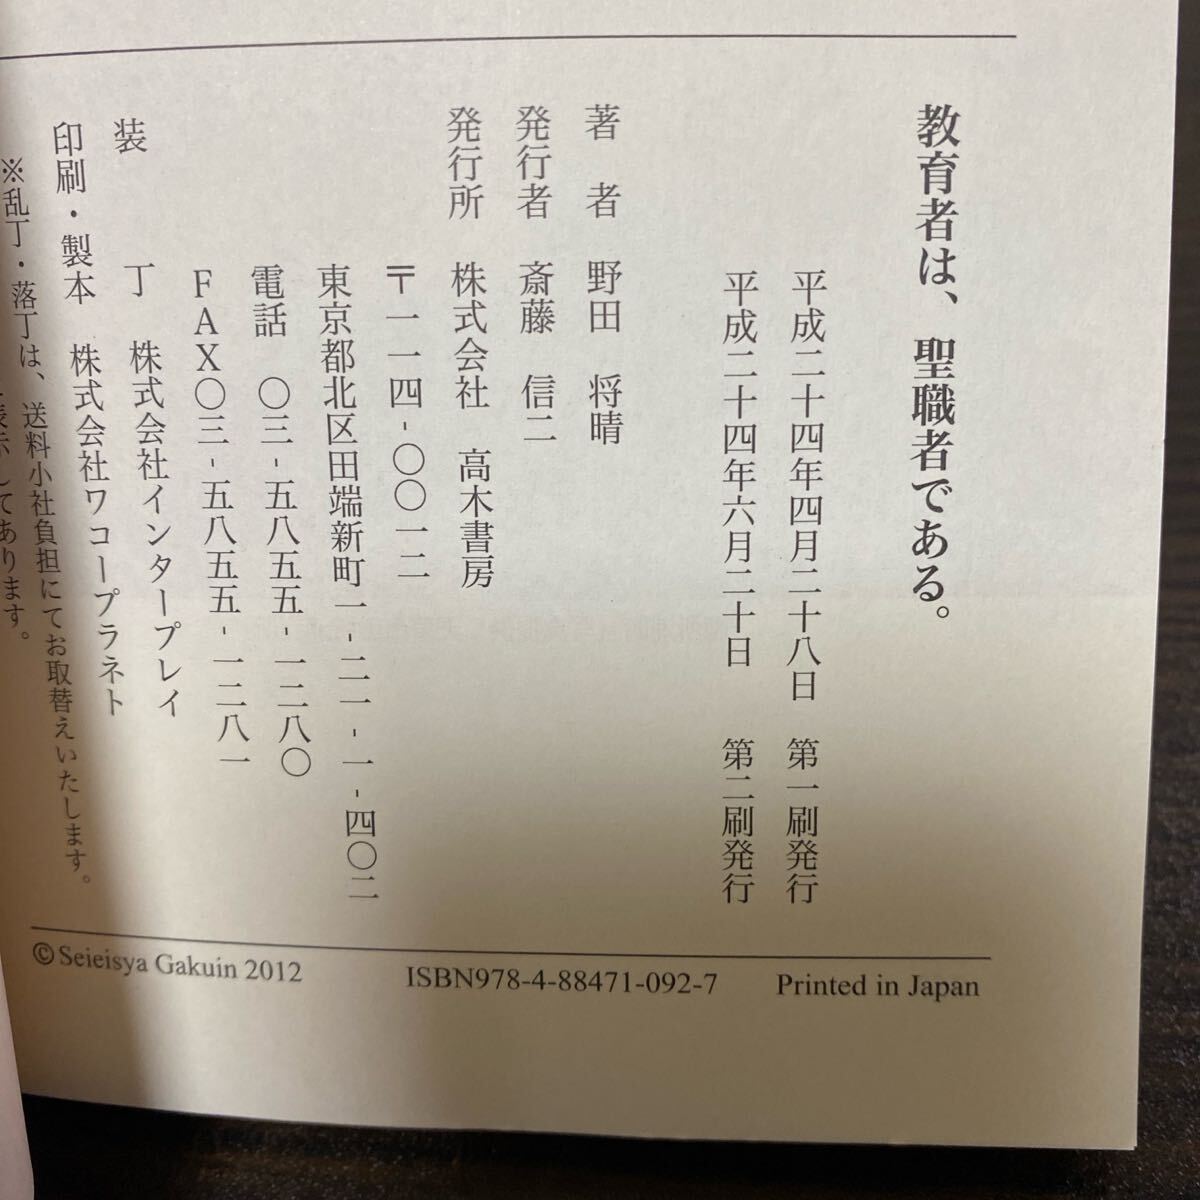 教育者は、聖職者である。
平成二十四年四月二十八日　第一刷発行
平成二十四年六月二十日　第二刷発行
著　者　野田　将晴
発行者　斎藤　信二
発行所　株式会社　高木書房
〒一一四-〇〇一二
東京都北区田端新町一-二一-一-四〇二
電話　〇三-五八五五-一二八〇
FAX〇三-五八五五-一二八一
装　丁　株式会社インタープレイ
印刷・製本　株式会社ワコープラネット
※乱丁・落丁は、送料小社負担にてお取替えいたします。
表示してあります。
©Seieisya Gakuin 2012　ISBN978-4-88471-092-7　Printed in Japan